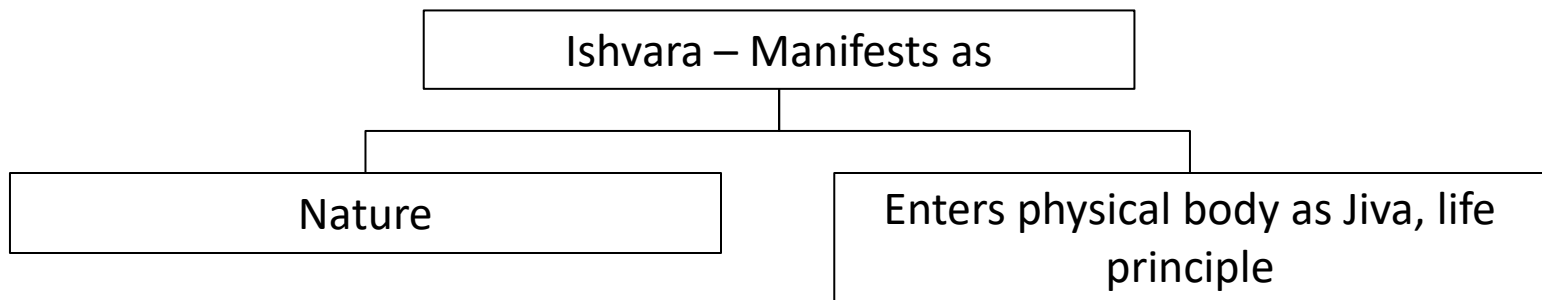 Ishvara – Manifests as
Nature
Enters physical body as Jiva, life
principle